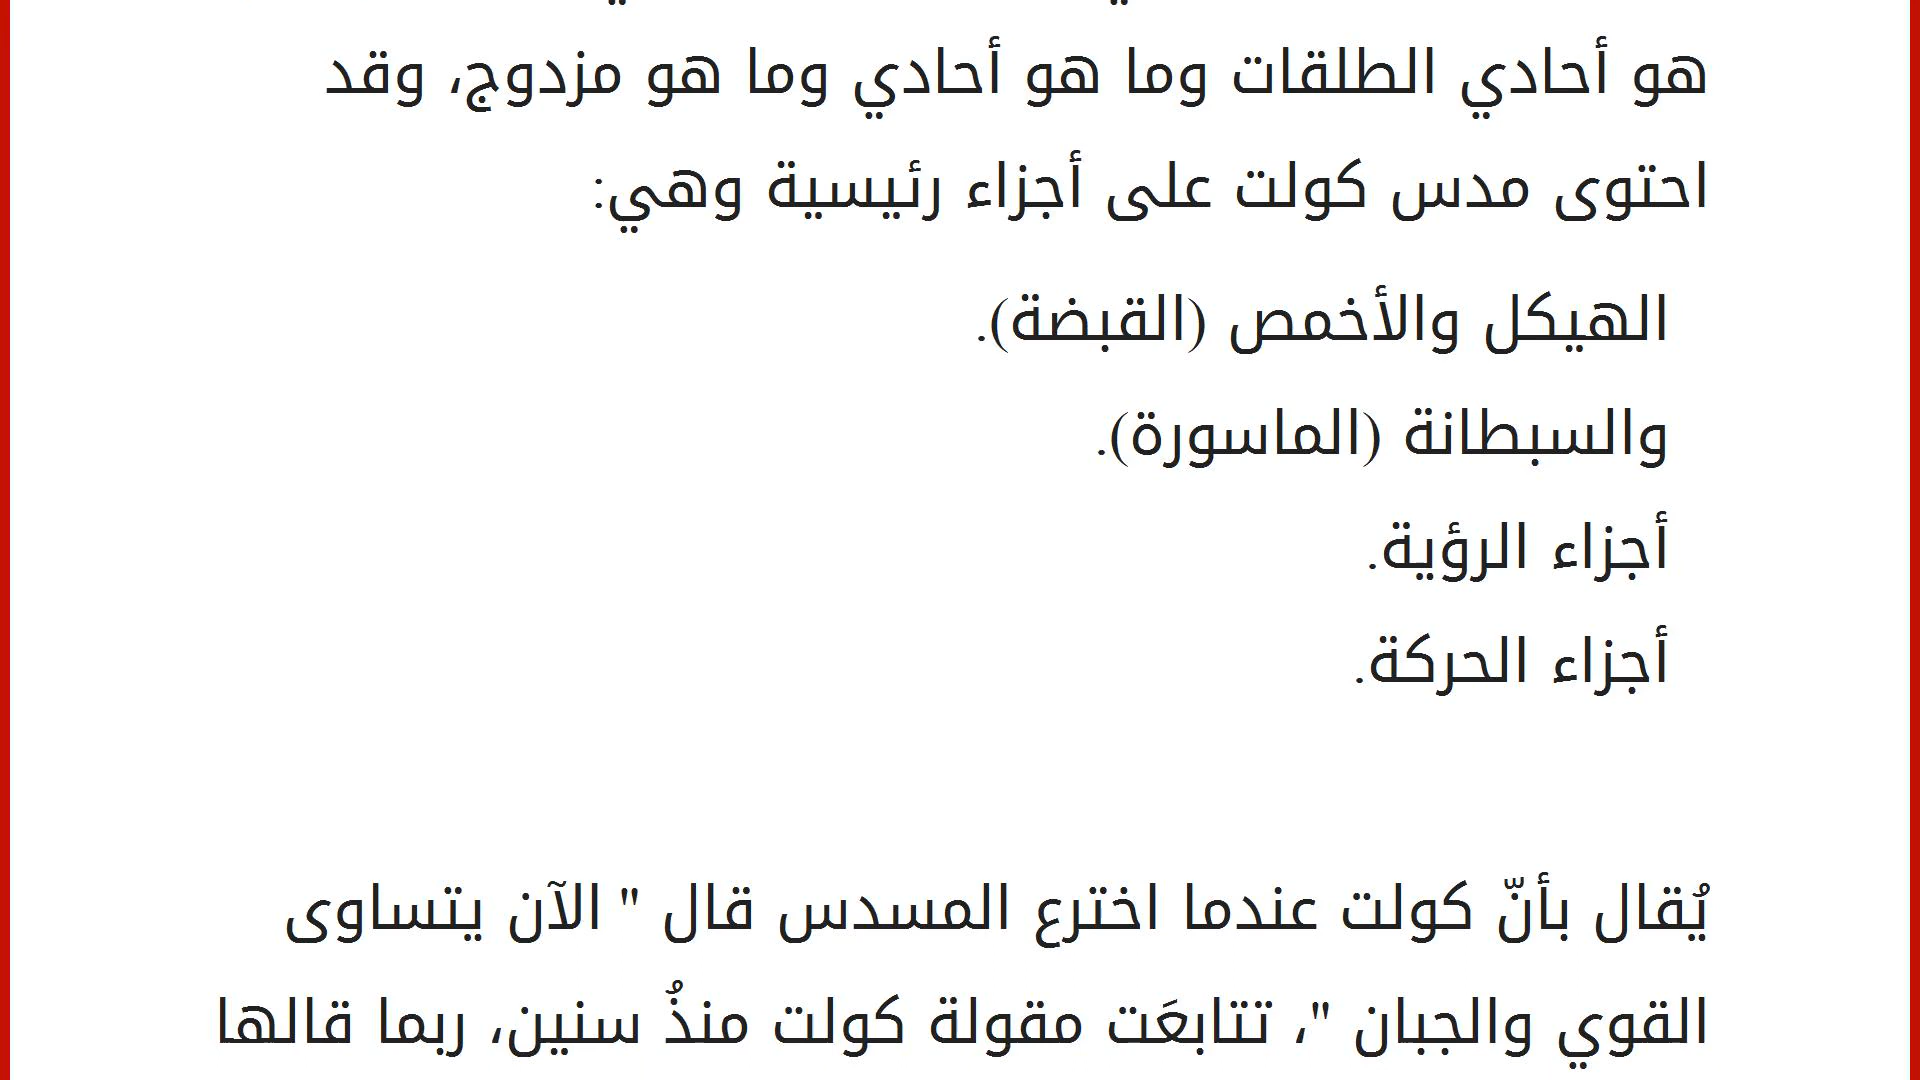 هو أحادي الطلقات وما هو أحادي وما هو مزدوج، وقد
احتوى مدس كولت على أجزاء رئيسية وهي:
الهيكل والأخمص (القبضة).
والسبطانة (الماسورة).
أجزاء الرؤية.
أجزاء الحركة.
يُقال بأنّ كولت عندما اخترع المسدس قال " الآن يتساوى
القوي والجبان "، تتابعَت مقولة كولت منذُ سنين، ربما قالها